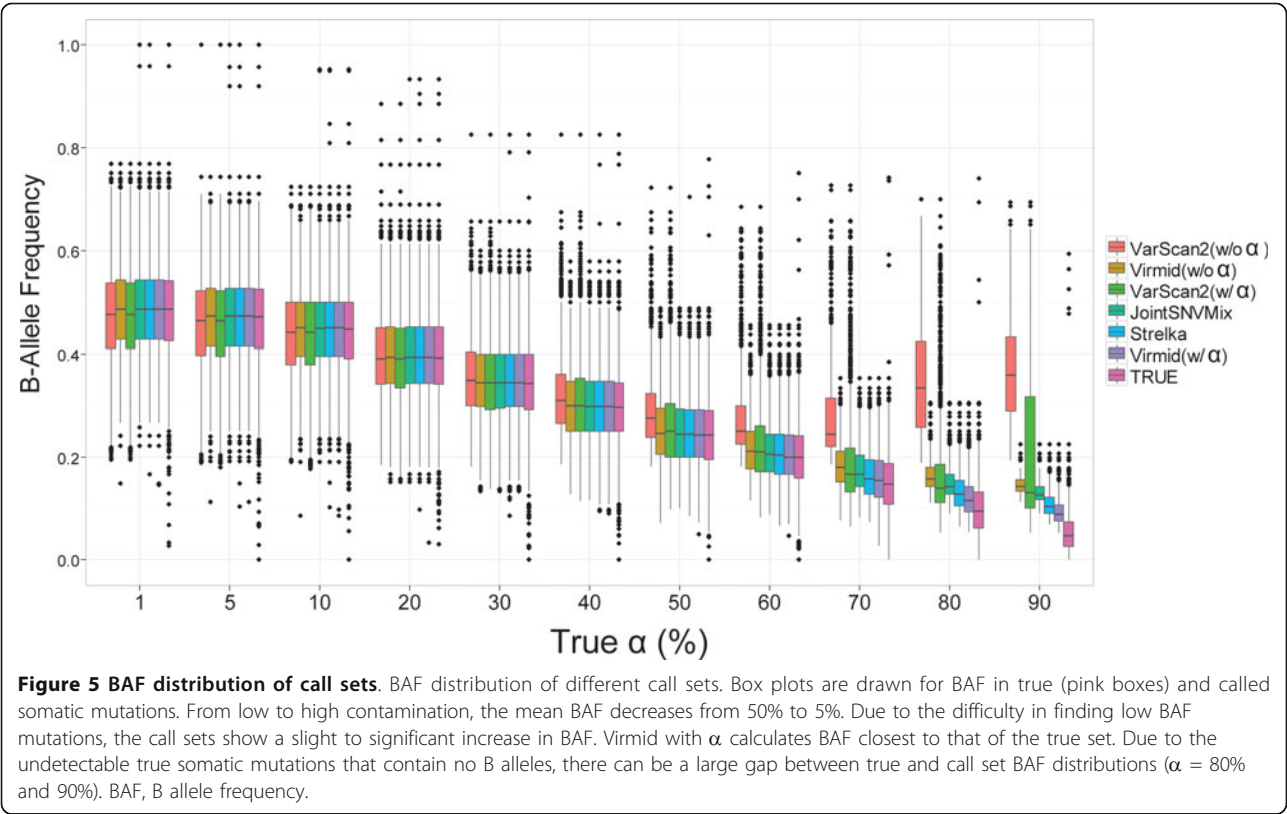 1.0
0.8
0.6
0.4
0.2
0.0
B-Allele Frequency
1 5 10 20 30 40 50 60 70 80 90
True α (%)
VarScan2(w/o α )
Virmid(w/o α)
VarScan2(w/ α)
JointSNVMix
Strelka
Virmid(w/ α)
TRUE
Figure 5 BAF distribution of call sets. BAF distribution of different call sets. Box plots are drawn for BAF in true (pink boxes) and called
somatic mutations. From low to high contamination, the mean BAF decreases from 50% to 5%. Due to the difficulty in finding low BAF
mutations, the call sets show a slight to significant increase in BAF. Virmid with α calculates BAF closest to that of the true set. Due to the
undetectable true somatic mutations that contain no B alleles, there can be a large gap between true and call set BAF distributions (α = 80%
and 90%). BAF, B allele frequency.